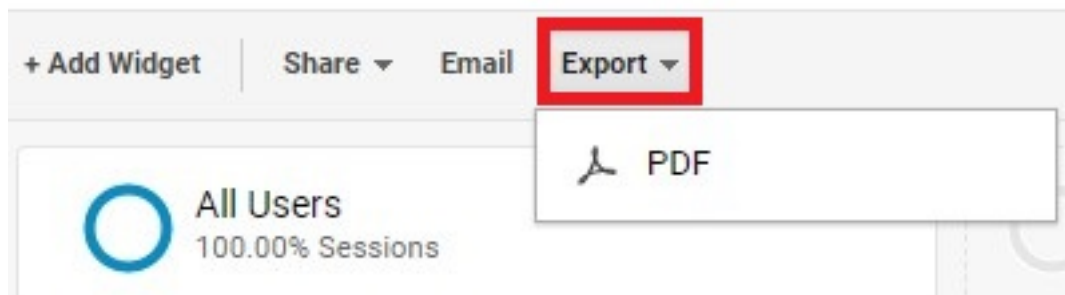 + Add Widget Share Email Export
PDF
All Users
100.00% Sessions